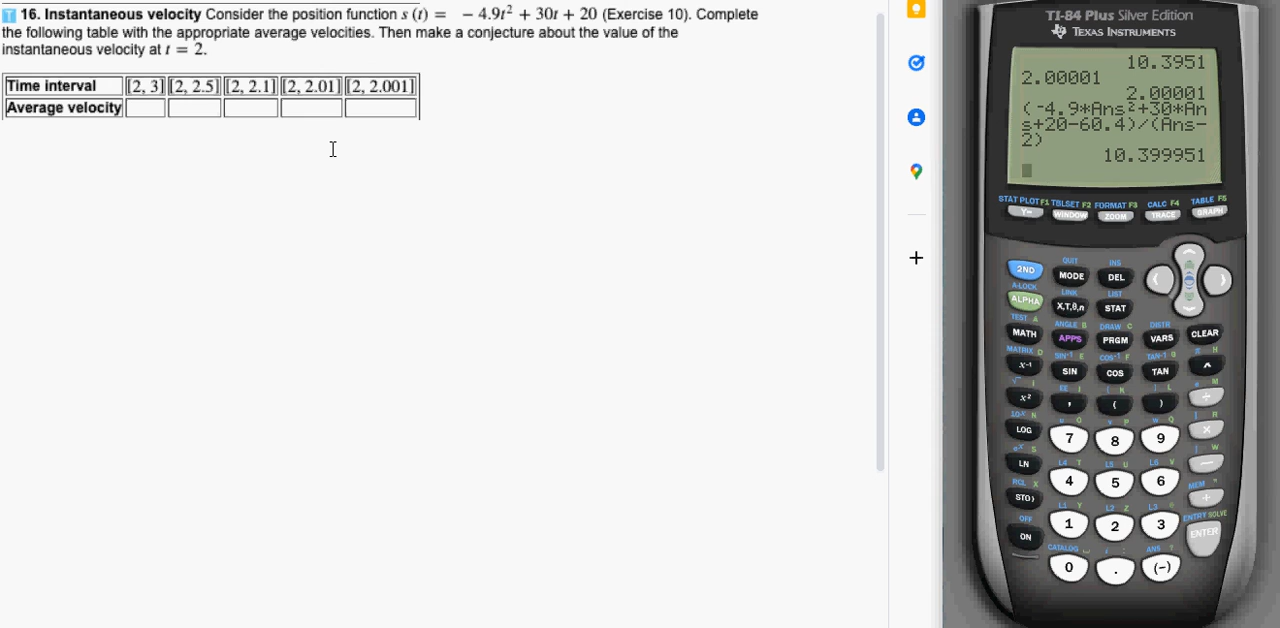 T 16. Instantaneous velocity Consider the position function s (t) = − 4.9t² + 30t + 20 (Exercise 10). Complete
the following table with the appropriate average velocities. Then make a conjecture about the value of the
instantaneous velocity at t = 2.
Time interval [2, 3] [2, 2.5] [2, 2.1] [2, 2.01] [2, 2.001]
Average velocity
TI-84 Plus Silver Edition
TEXAS INSTRUMENTS
10.3951
2.00001
2.00001
(-4.9*Ans²+30*An
s+20-60.4)/(Ans-
2)
10.399951
STAT PLOT F1 TBLSET F2 FORMAT F3 CALC F4 TABLE F5
Y= WINDOW ZOOM TRACE GRAPH
QUIT INS
2ND MODE DEL
A-LOCK LINK LIST
ALPHA X,T,θ,n STAT
TEST A ANGLE B DRAW C DISTR
MATH APPS PRGM VARS CLEAR
MATRIX D SIN⁻¹ E COS⁻¹ F TAN⁻¹ G π H
x⁻¹ SIN COS TAN ^
√ I EE J { K } L e M
x² , ( ) ÷
10ˣ N u O v P w Q [ R
LOG 7 8 9 ×
eˣ S L4 T L5 U L6 V ] W
LN 4 5 6 −
RCL X L1 Y L2 Z L3 θ MEM "
STO› 1 2 3 +
OFF CATALOG i : ANS ? ENTRY SOLVE
ON 0 . (−) ENTER